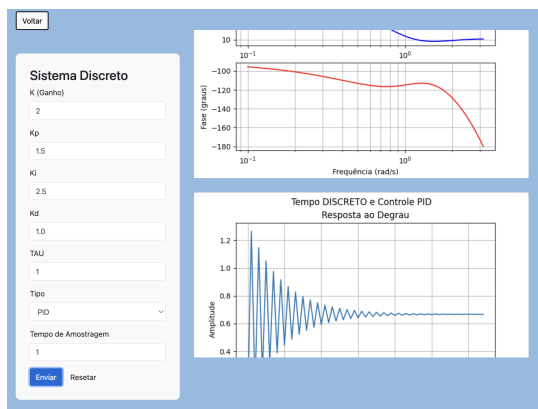 Voltar
Sistema Discreto
K (Ganho)
2
Kp
1.5
Ki
2.5
Kd
1.0
TAU
1
Tipo
PID
Tempo de Amostragem
1
Enviar Resetar
10
10⁻¹ 10⁰
Fase (graus)
−100
−120
−140
−160
−180
10⁻¹ 10⁰
Frequência (rad/s)
Tempo DISCRETO e Controle PID
Resposta ao Degrau
Amplitude
1.2
1.0
0.8
0.6
0.4